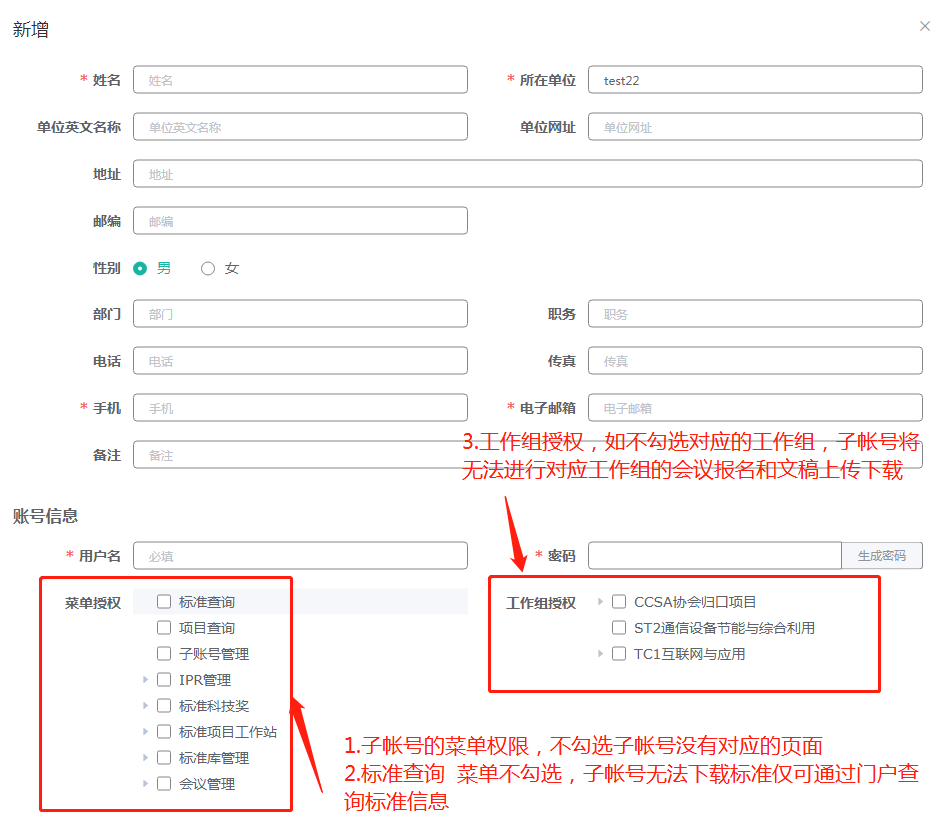 新增
* 姓名 姓名 * 所在单位 test22
单位英文名称 单位英文名称 单位网址 单位网址
地址 地址
邮编 邮编
性别 男 女
部门 部门 职务 职务
电话 电话 传真 传真
* 手机 手机 * 电子邮箱 电子邮箱
备注 备注
3.工作组授权，如不勾选对应的工作组，子帐号将
无法进行对应工作组的会议报名和文稿上传下载
账号信息
* 用户名 必填 * 密码 生成密码
菜单授权 标准查询
项目查询
子账号管理
IPR管理
标准科技奖
标准项目工作站
标准库管理
会议管理
工作组授权 CCSA协会归口项目
ST2通信设备节能与综合利用
TC1互联网与应用
1.子帐号的菜单权限，不勾选子帐号没有对应的页面
2.标准查询 菜单不勾选，子帐号无法下载标准仅可通过门户查
询标准信息